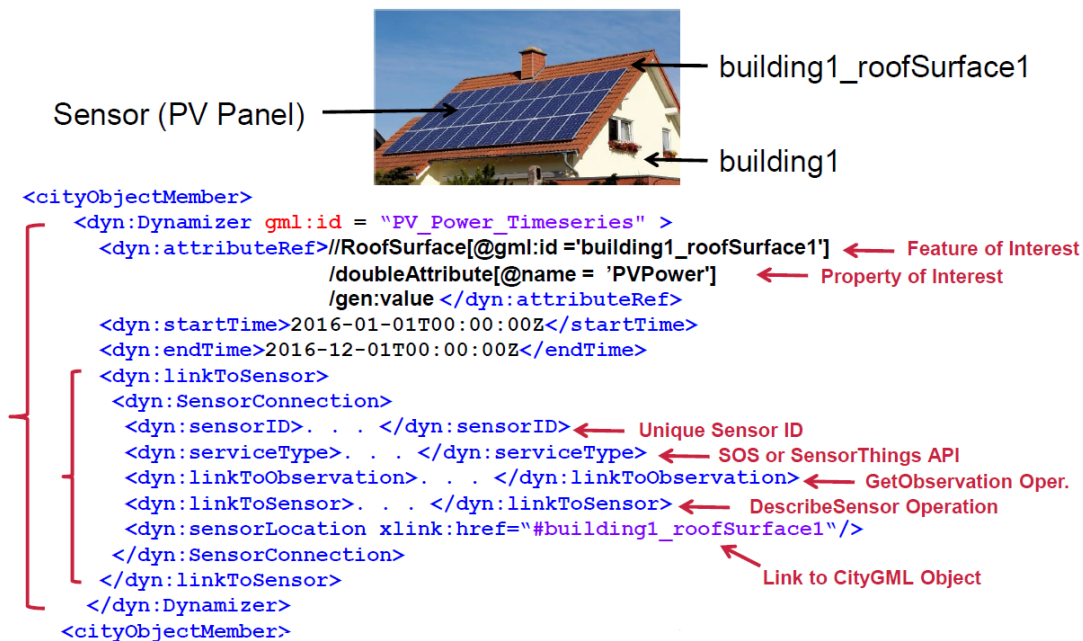 building1_roofSurface1
Sensor (PV Panel)
building1
<cityObjectMember>
<dyn:Dynamizer gml:id = “PV_Power_Timeseries" >
<dyn:attributeRef>//RoofSurface[@gml:id ='building1_roofSurface1'] Feature of Interest
/doubleAttribute[@name = ’PVPower'] Property of Interest
/gen:value </dyn:attributeRef>
<dyn:startTime>2016-01-01T00:00:00Z</startTime>
<dyn:endTime>2016-12-01T00:00:00Z</endTime>
<dyn:linkToSensor>
<dyn:SensorConnection>
<dyn:sensorID>. . . </dyn:sensorID> Unique Sensor ID
<dyn:serviceType>. . . </dyn:serviceType> SOS or SensorThings API
<dyn:linkToObservation>. . . </dyn:linkToObservation> GetObservation Oper.
<dyn:linkToSensor>. . . </dyn:linkToSensor> DescribeSensor Operation
<dyn:sensorLocation xlink:href=“#building1_roofSurface1“/>
</dyn:SensorConnection>
Link to CityGML Object
</dyn:linkToSensor>
</dyn:Dynamizer>
<cityObjectMember>